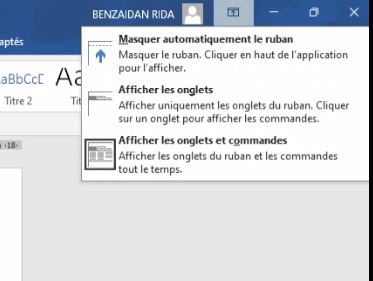 BENZAIDAN RIDA
aptés
Masquer automatiquement le ruban
Masquer le ruban. Cliquer en haut de l'application
pour l'afficher.
Afficher les onglets
Afficher uniquement les onglets du ruban. Cliquer
sur un onglet pour afficher les commandes.
Afficher les onglets et commandes
Afficher les onglets du ruban et les commandes
tout le temps.
aBbCcC Aa
Titre 2 Tit
·18·